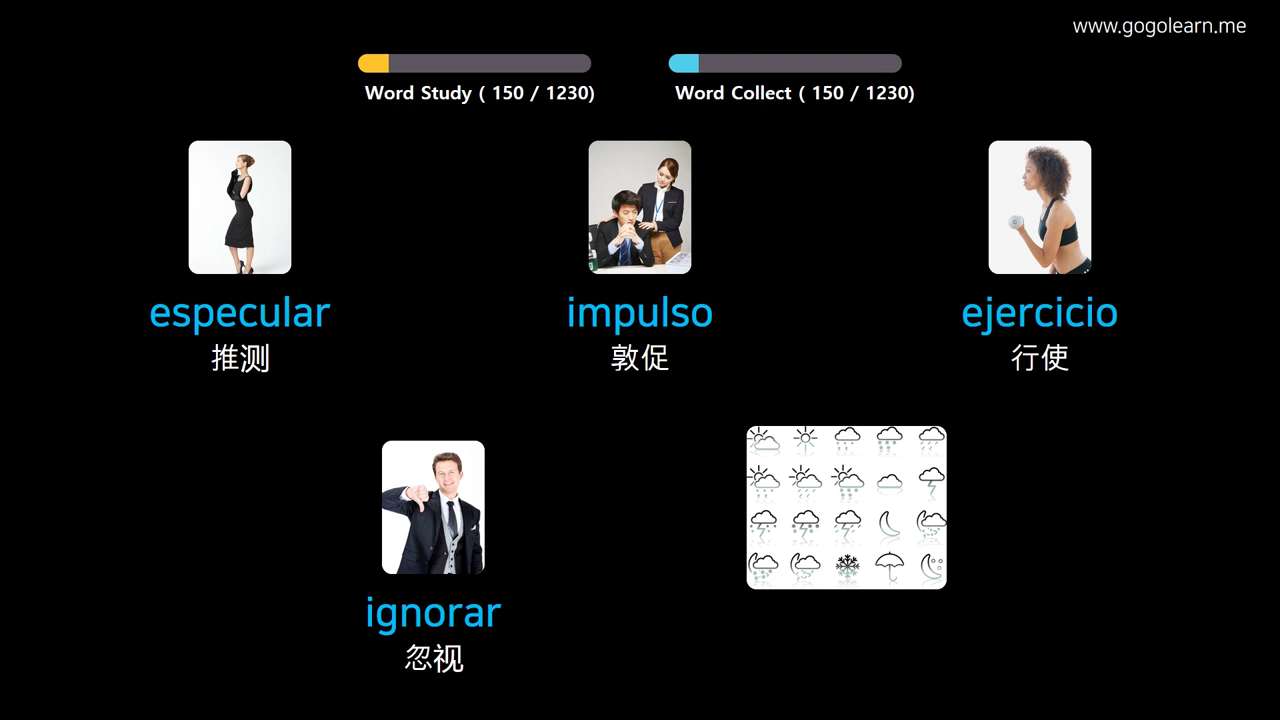 www.gogolearn.me
Word Study ( 150 / 1230)
Word Collect ( 150 / 1230)
especular
推测
impulso
敦促
ejercicio
行使
ignorar
忽视